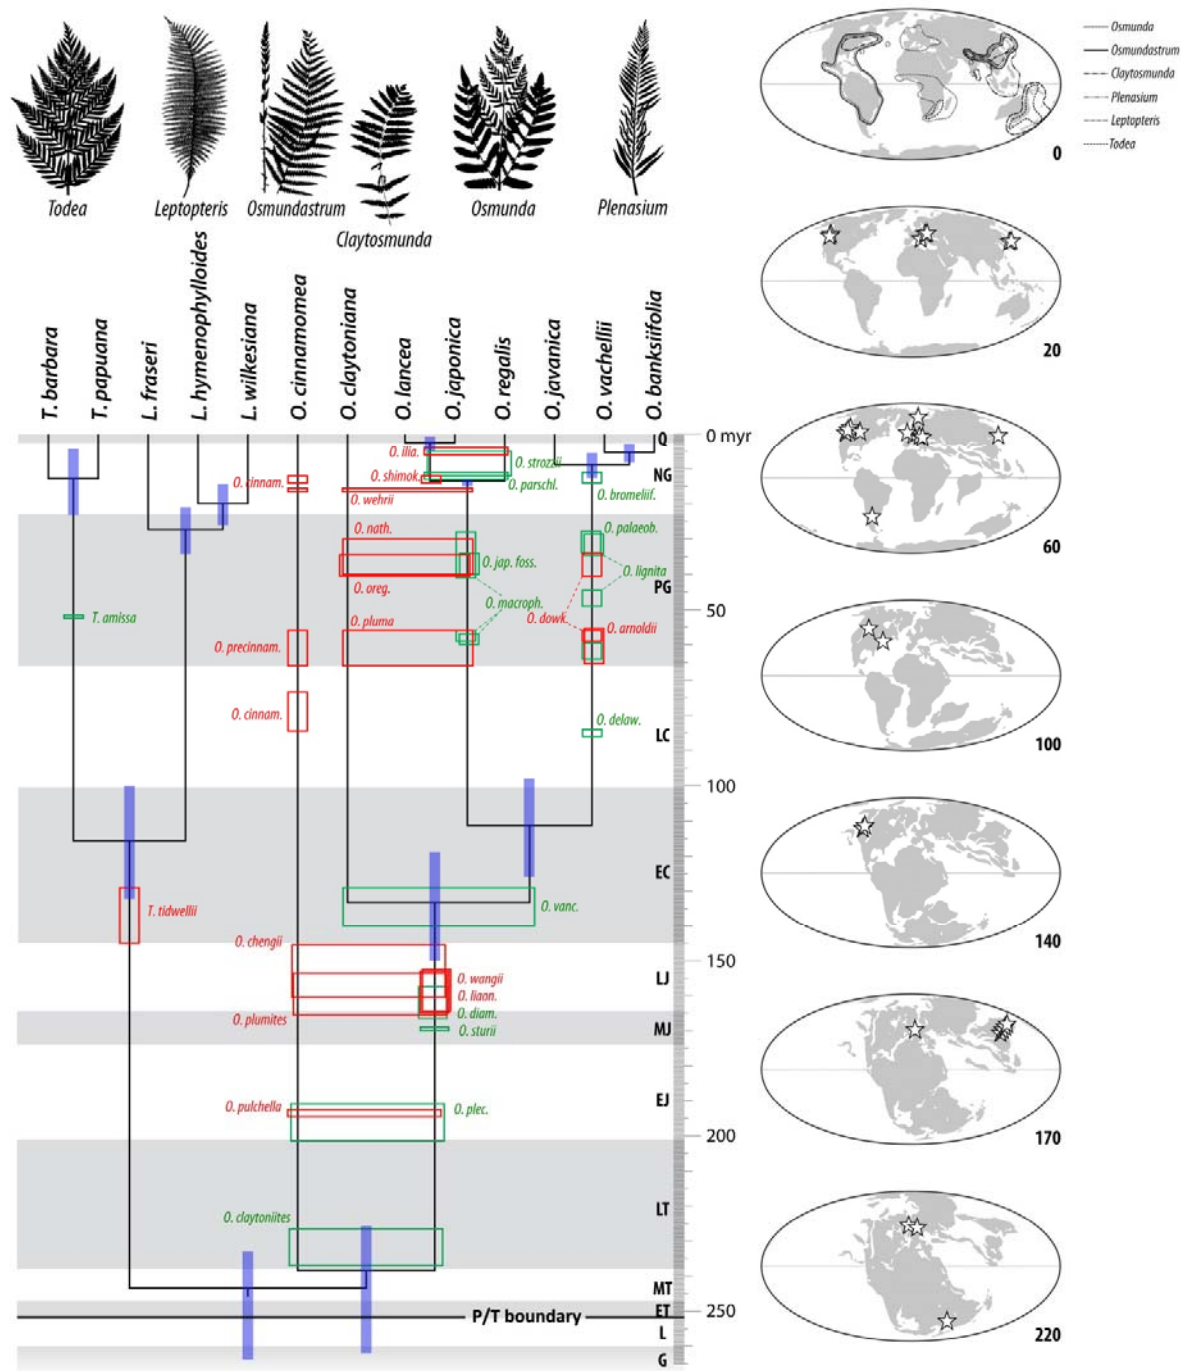 Todea
Leptopteris
Osmundastrum
Claytosmunda
Osmunda
Plenasium
T. barbara
T. papuana
L. fraseri
L. hymenophylloides
L. wilkesiana
O. cinnamomea
O. claytoniana
O. lancea
O. japonica
O. regalis
O. javanica
O. vachellii
O. banksiifolia
Q
0 myr
O. ilia.
O. strozzii
O. cinnam.
O. shimok.
NG
O. parschl.
O. wehrii
O. bromeliif.
O. nath.
O. palaeob.
O. jap. foss.
O. lignita
O. oreg.
PG
O. macroph.
50
T. amissa
O. pluma
O. dowk.
O. arnoldii
O. precinnam.
O. cinnam.
O. delaw.
LC
100
EC
T. tidwellii
O. vanc.
O. chengii
150
O. wangii
LJ
O. liaon.
O. diam.
O. plumites
O. sturii
MJ
O. pulchella
O. plec.
EJ
200
O. claytoniites
LT
MT
ET
250
P/T boundary
L
G
Osmunda
Osmundastrum
Claytosmunda
Plenasium
Leptopteris
Todea
0
20
60
100
140
170
220